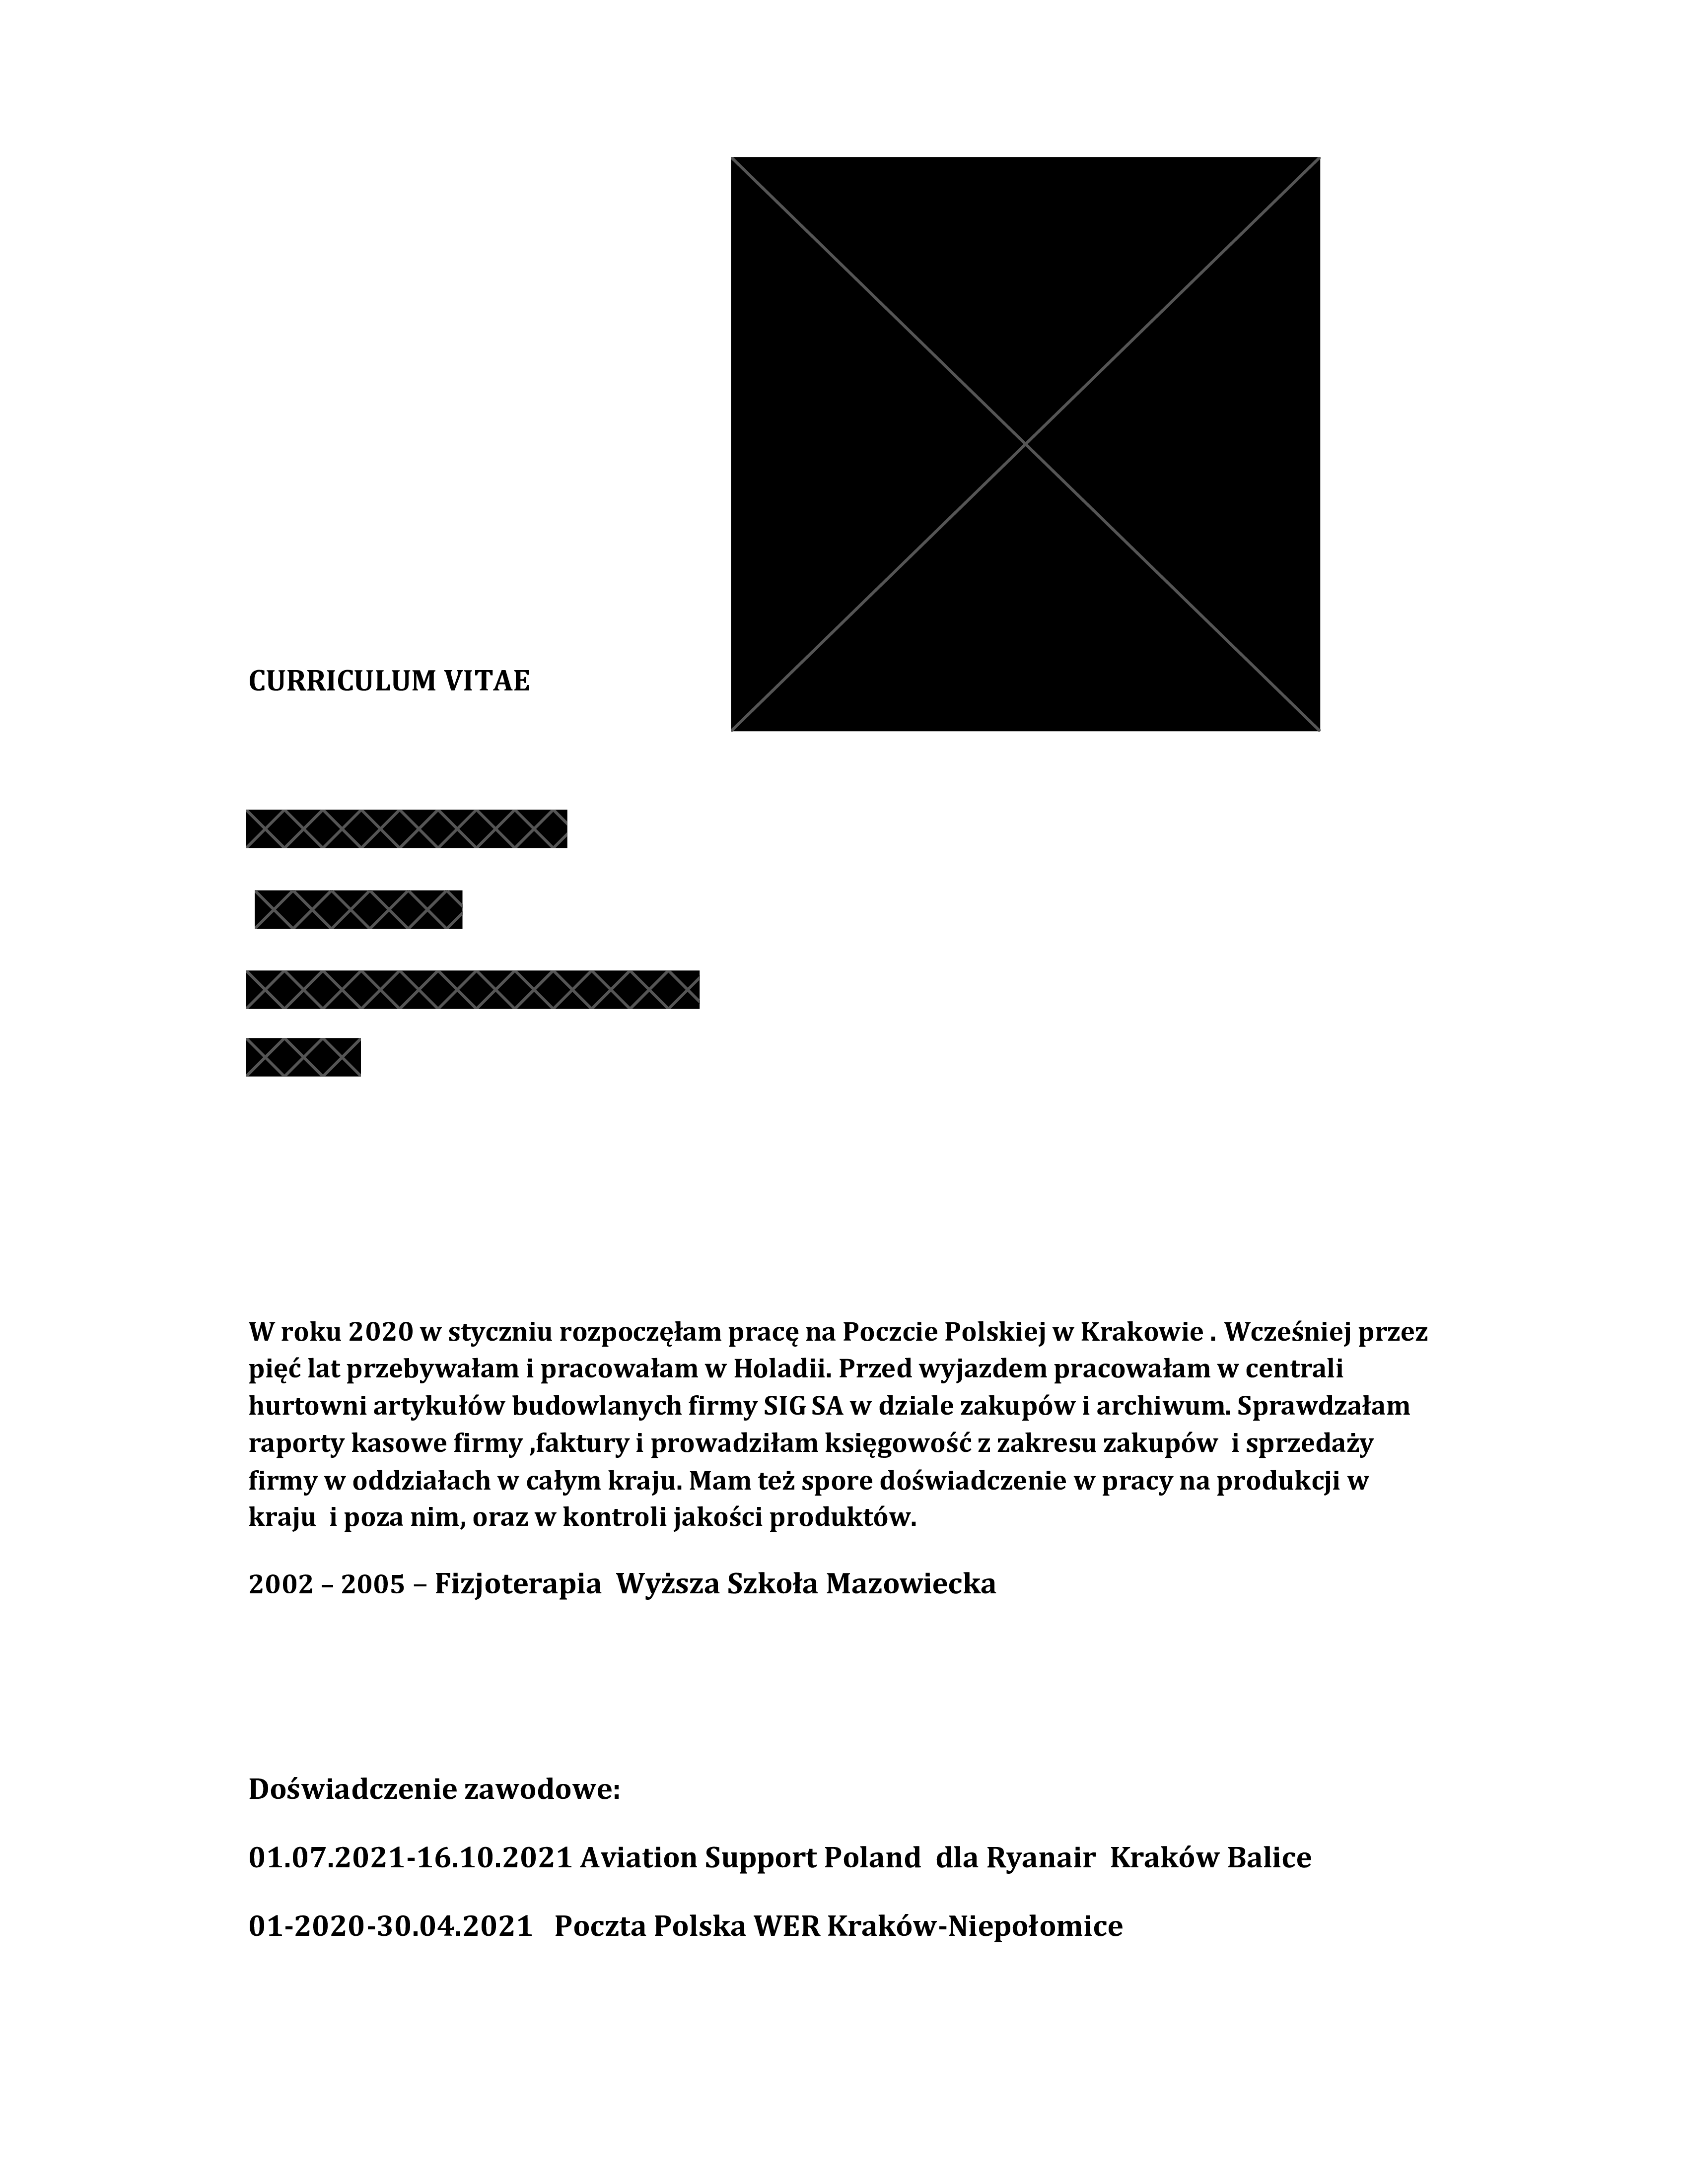 CURRICULUM VITAE
W roku 2020 w styczniu rozpoczęłam pracę na Poczcie Polskiej w Krakowie . Wcześniej przez
pięć lat przebywałam i pracowałam w Holadii. Przed wyjazdem pracowałam w centrali
hurtowni artykułów budowlanych firmy SIG SA w dziale zakupów i archiwum. Sprawdzałam
raporty kasowe firmy ,faktury i prowadziłam księgowość z zakresu zakupów  i sprzedaży
firmy w oddziałach w całym kraju. Mam też spore doświadczenie w pracy na produkcji w
kraju  i poza nim, oraz w kontroli jakości produktów.
2002 – 2005 – Fizjoterapia  Wyższa Szkoła Mazowiecka
Doświadczenie zawodowe:
01.07.2021-16.10.2021 Aviation Support Poland  dla Ryanair  Kraków Balice
01-2020-30.04.2021   Poczta Polska WER Kraków-Niepołomice